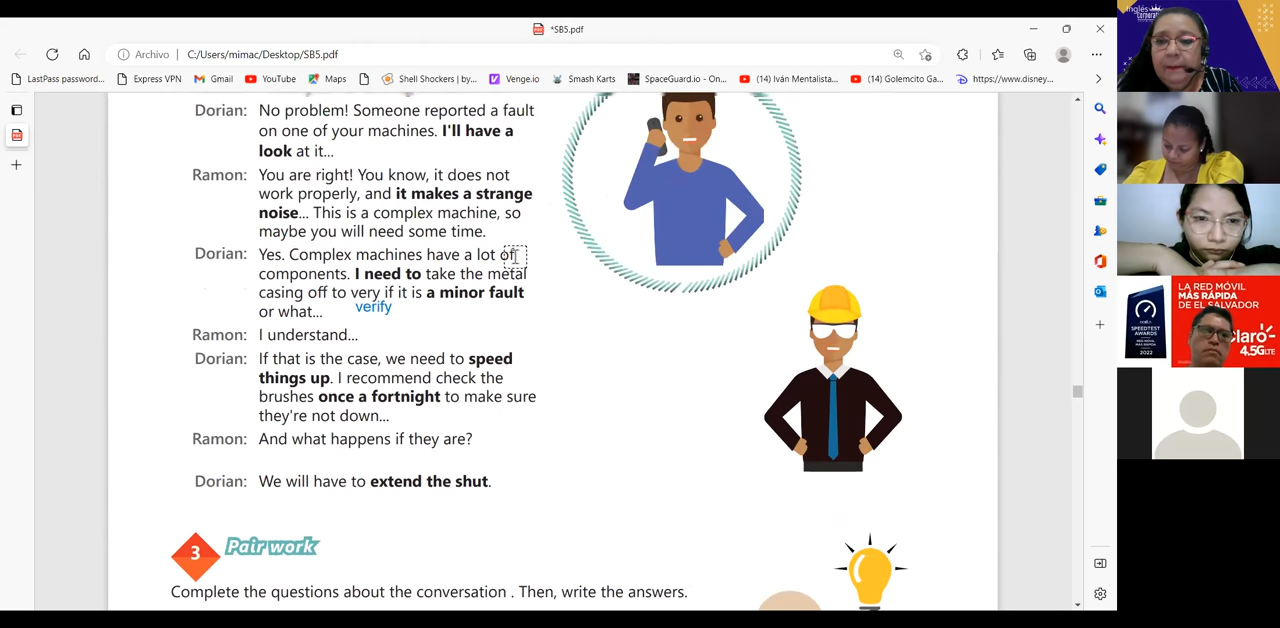 *SB5.pdf
Archivo | C:/Users/mimac/Desktop/SB5.pdf
LastPass password... Express VPN Gmail YouTube Maps Shell Shockers | by... Venge.io Smash Karts SpaceGuard.io - On... (14) Iván Mentalista... (14) Golemcito Ga... https://www.disney...
Dorian: No problem! Someone reported a fault
on one of your machines. I'll have a
look at it...
Ramon: You are right! You know, it does not
work properly, and it makes a strange
noise... This is a complex machine, so
maybe you will need some time.
Dorian: Yes. Complex machines have a lot of
components. I need to take the metal
casing off to very if it is a minor fault
verify
or what...
Ramon: I understand...
Dorian: If that is the case, we need to speed
things up. I recommend check the
brushes once a fortnight to make sure
they're not down...
Ramon: And what happens if they are?
Dorian: We will have to extend the shut.
3 Pair work
Complete the questions about the conversation . Then, write the answers.
Inglés
Corporativo
LA RED MÓVIL
MÁS RÁPIDA
DE EL SALVADOR
SPEEDTEST
AWARDS
2022
Claro
4.5G LTE